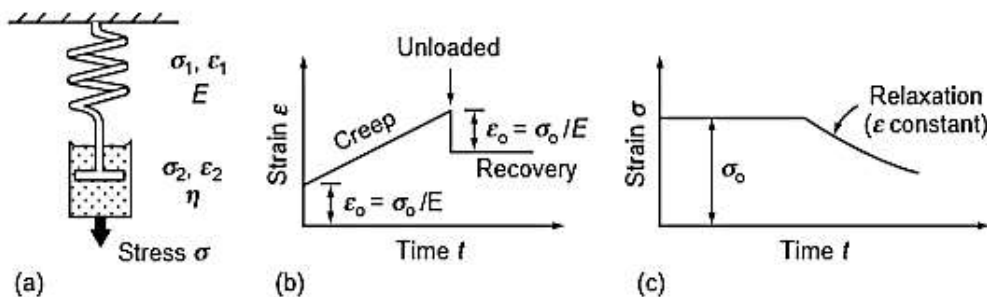 σ1, ε1
E
σ2, ε2
η
Stress σ
(a)
Strain ε
Creep
Unloaded
εo = σo/E
Recovery
εo = σo/E
Time t
(b)
Strain σ
σo
Relaxation
(ε constant)
Time t
(c)